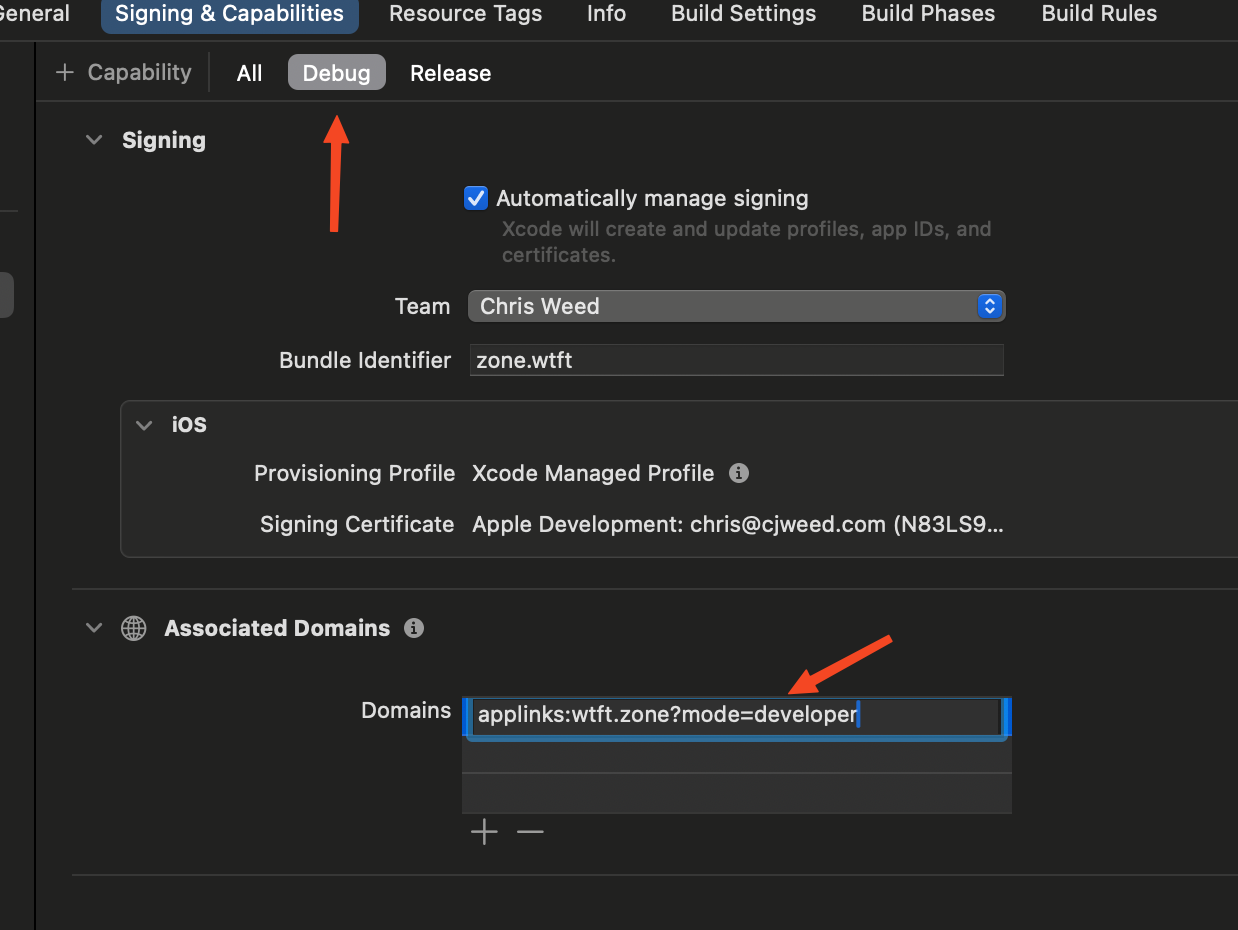 General Signing & Capabilities Resource Tags Info Build Settings Build Phases Build Rules
+ Capability All Debug Release
Signing
Automatically manage signing
Xcode will create and update profiles, app IDs, and
certificates.
Team Chris Weed
Bundle Identifier zone.wtft
iOS
Provisioning Profile Xcode Managed Profile
Signing Certificate Apple Development: chris@cjweed.com (N83LS9...
Associated Domains
Domains applinks:wtft.zone?mode=developer